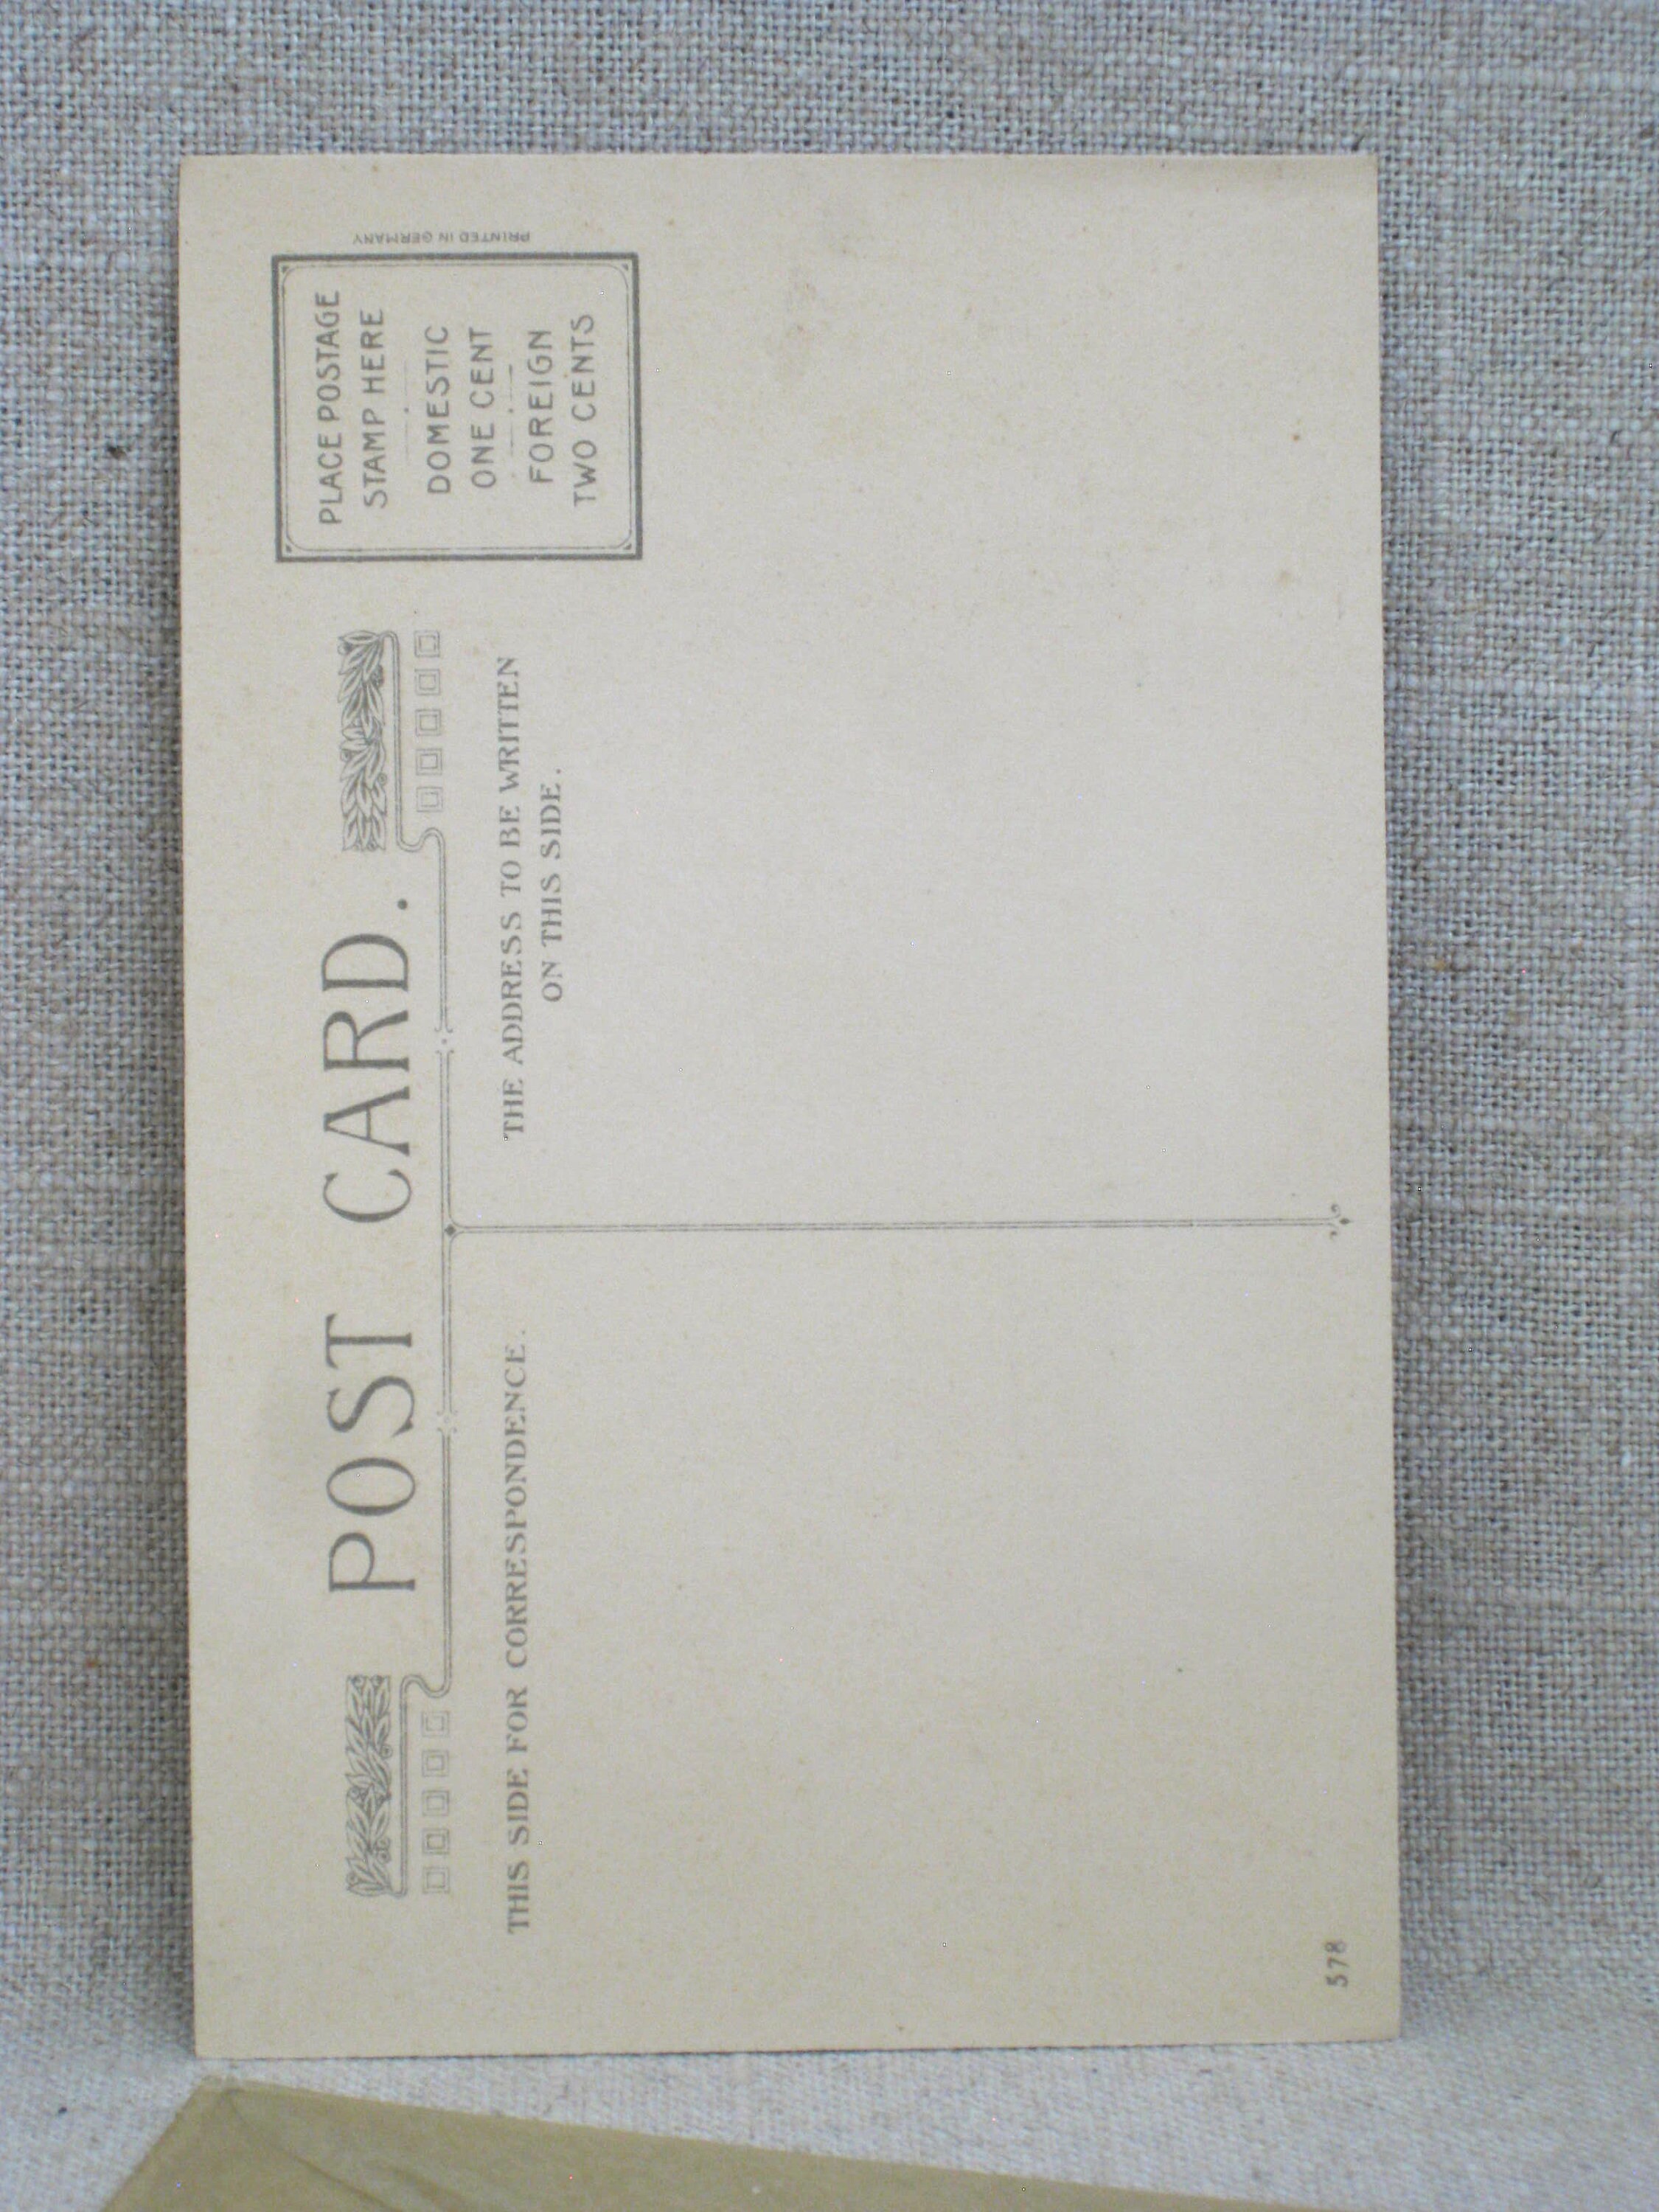 POST CARD.
PRINTED IN GERMANY
PLACE POSTAGE
STAMP HERE
DOMESTIC
ONE CENT
FOREIGN
TWO CENTS
THIS SIDE FOR CORRESPONDENCE.
THE ADDRESS TO BE WRITTEN
ON THIS SIDE.
578